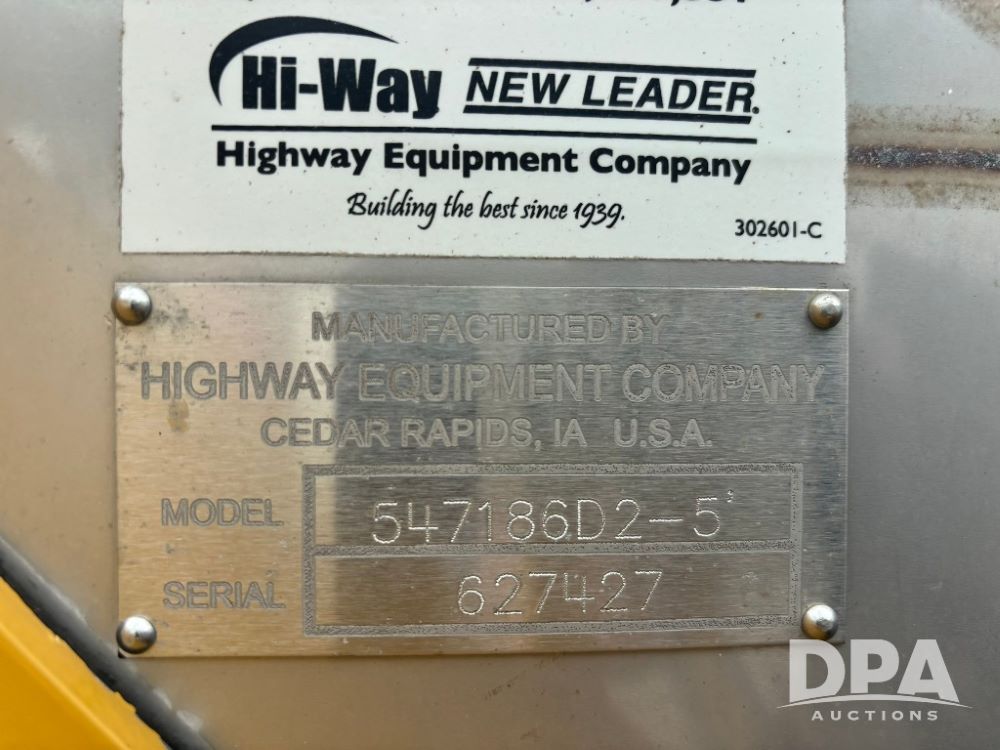 Hi-Way NEW LEADER®
Highway Equipment Company
Building the best since 1939.
302601-C
MANUFACTURED BY
HIGHWAY EQUIPMENT COMPANY
CEDAR RAPIDS, IA U.S.A.
MODEL 547186D2-5
SERIAL 627427
DPA
AUCTIONS